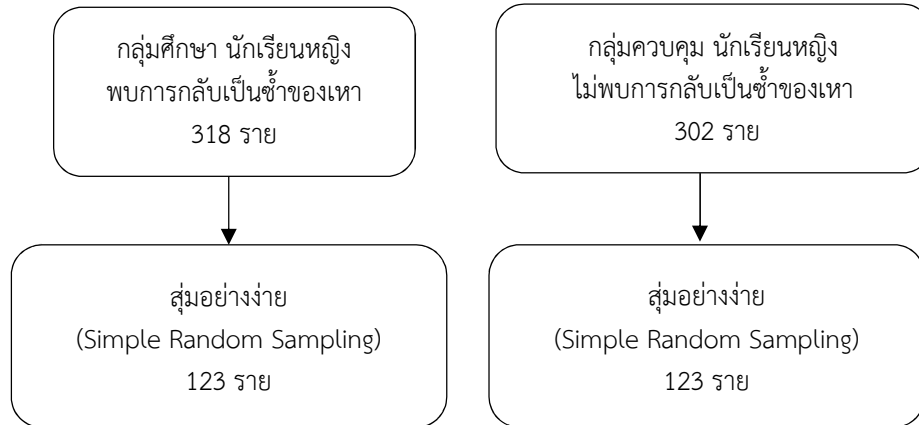 กลุ่มศึกษา นักเรียนหญิง
พบการกลับเป็นซ้ำของเหา
318 ราย
กลุ่มควบคุม นักเรียนหญิง
ไม่พบการกลับเป็นซ้ำของเหา
302 ราย
สุ่มอย่างง่าย
(Simple Random Sampling)
123 ราย
สุ่มอย่างง่าย
(Simple Random Sampling)
123 ราย